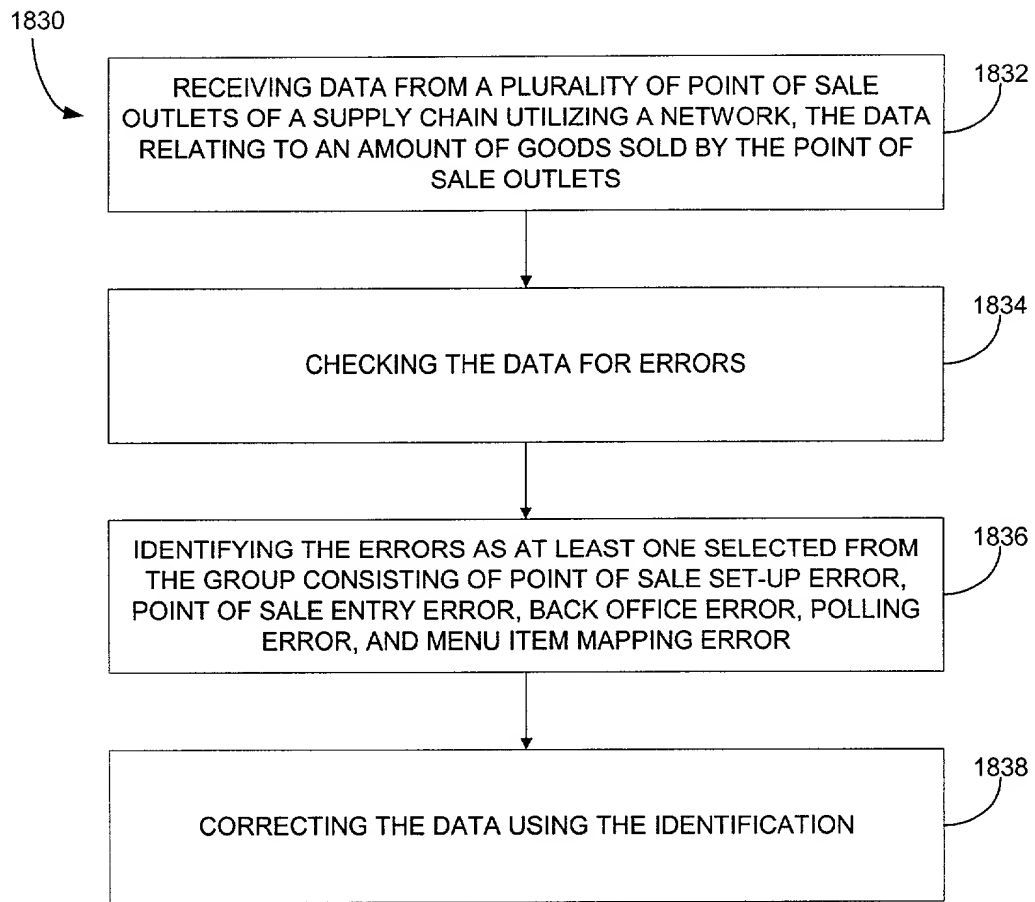 1830
1832
RECEIVING DATA FROM A PLURALITY OF POINT OF SALE
OUTLETS OF A SUPPLY CHAIN UTILIZING A NETWORK, THE DATA
RELATING TO AN AMOUNT OF GOODS SOLD BY THE POINT OF
SALE OUTLETS
1834
CHECKING THE DATA FOR ERRORS
1836
IDENTIFYING THE ERRORS AS AT LEAST ONE SELECTED FROM
THE GROUP CONSISTING OF POINT OF SALE SET-UP ERROR,
POINT OF SALE ENTRY ERROR, BACK OFFICE ERROR, POLLING
ERROR, AND MENU ITEM MAPPING ERROR
1838
CORRECTING THE DATA USING THE IDENTIFICATION